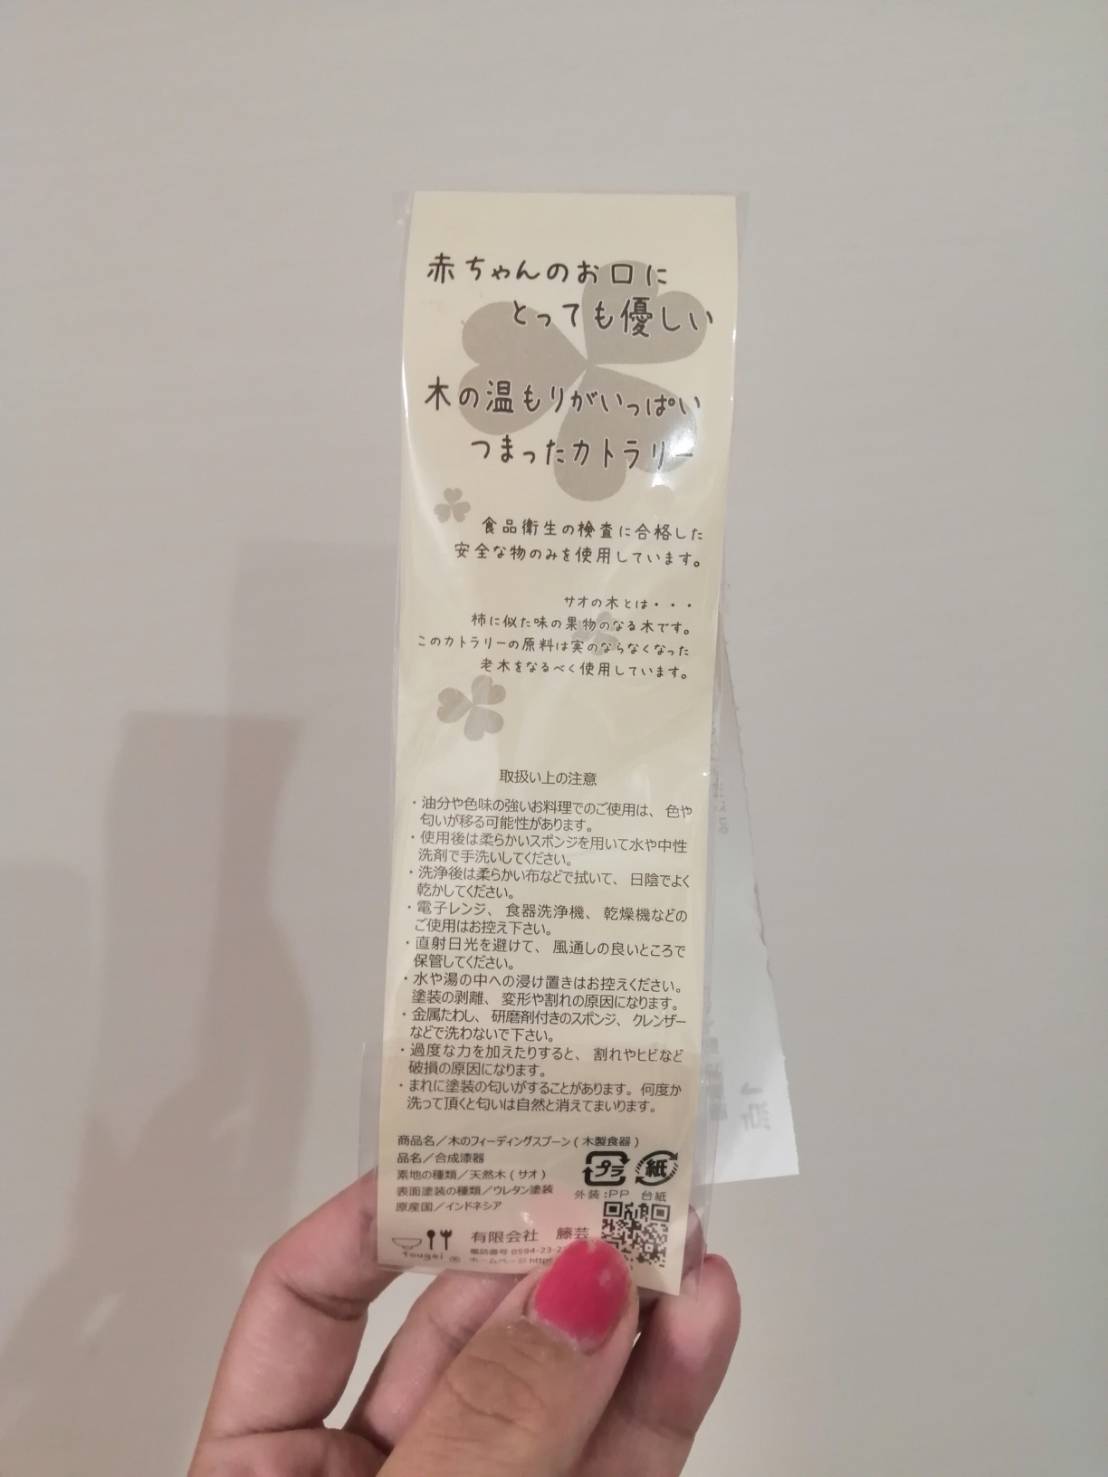 赤ちゃんのお口に
とっても優しい
木の温もりがいっぱい
つまったカトラリー
食品衛生の検査に合格した
安全な物のみを使用しています。
サオの木とは・・・
柿に似た味の果物のなる木です。
このカトラリーの原料は実のならなくなった
老木をなるべく使用しています。
取扱い上の注意
・油分や色味の強いお料理でのご使用は、色や
匂いが移る可能性があります。
・使用後は柔らかいスポンジを用いて水や中性
洗剤で手洗いしてください。
・洗浄後は柔らかい布などで拭いて、日陰でよく
乾かしてください。
・電子レンジ、食器洗浄機、乾燥機などの
ご使用はお控え下さい。
・直射日光を避けて、風通しの良いところで
保管してください。
・水や湯の中への浸け置きはお控えください。
塗装の剥離、変形や割れの原因になります。
・金属たわし、研磨剤付きのスポンジ、クレンザー
などで洗わないで下さい。
・過度な力を加えたりすると、割れやヒビなど
破損の原因になります。
・まれに塗装の匂いがすることがあります。何度か
洗って頂くと匂いは自然と消えてまいります。
商品名/木のフィーディングスプーン(木製食器)
品名/合成漆器
素地の種類/天然木(サオ)
表面塗装の種類/ウレタン塗装
原産国/インドネシア
プラ 紙
外装:PP 台紙
有限会社 籐芸
電話番号 0594-23-2
ホームページ http
tougei ®